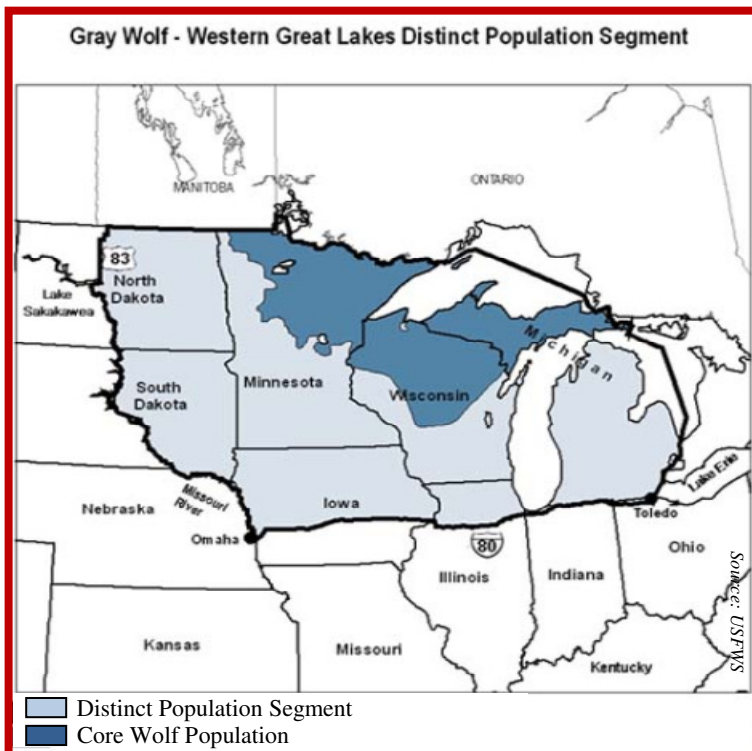 Gray Wolf - Western Great Lakes Distinct Population Segment
MANITOBA
ONTARIO
83
North
Dakota
Lake
Sakakawea
South
Dakota
Minnesota
Wisconsin
Michigan
Nebraska
Missouri
River
Iowa
Omaha
Lake Erie
Toledo
80
Illinois
Indiana
Ohio
Kansas
Missouri
Kentucky
Source: USFWS
Distinct Population Segment
Core Wolf Population